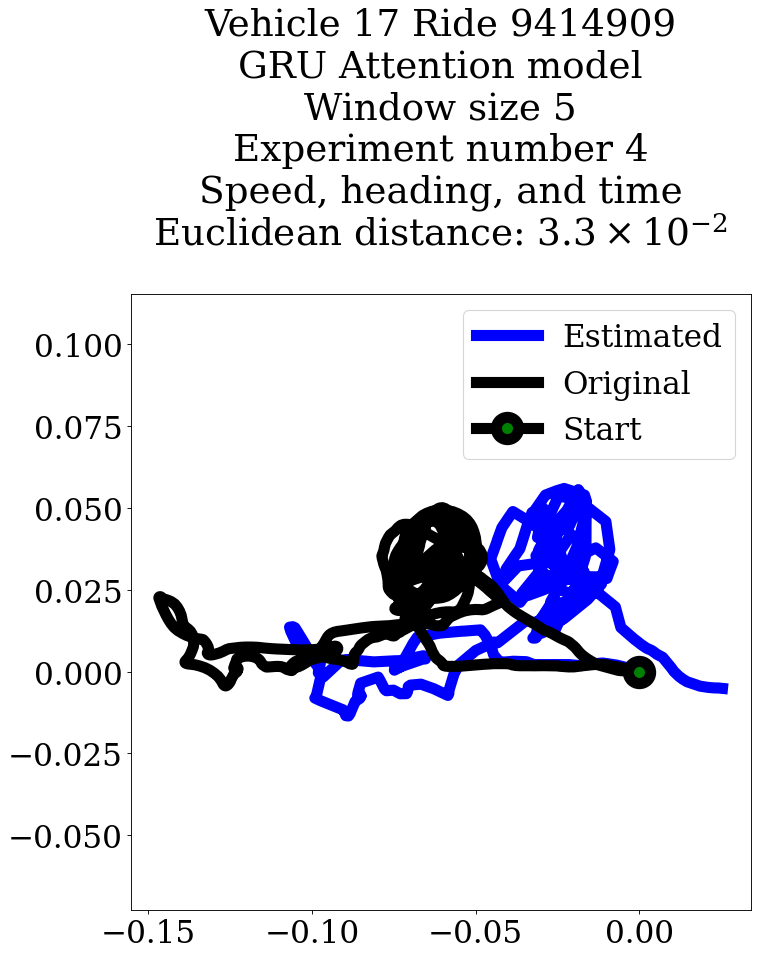 Vehicle 17 Ride 9414909
GRU Attention model
Window size 5
Experiment number 4
Speed, heading, and time
Euclidean distance: 3.3 × 10⁻²
Estimated
Original
Start
0.100
0.075
0.050
0.025
0.000
−0.025
−0.050
−0.15
−0.10
−0.05
0.00